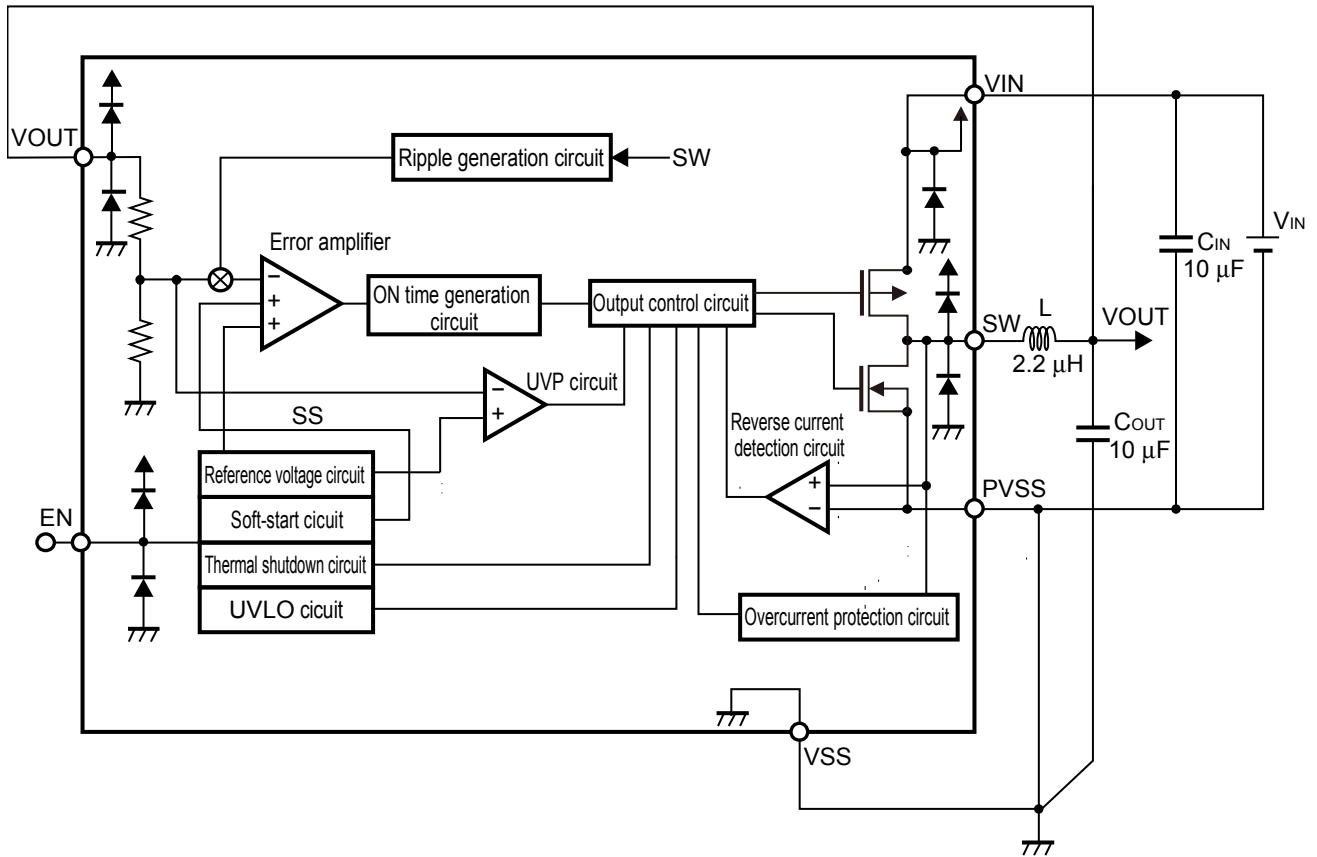 VIN
VOUT
Ripple generation circuit
SW
Error amplifier
VIN
CIN
10 μF
−
+
+
ON time generation
circuit
Output control circuit
SW
L
2.2 μH
VOUT
UVP circuit
−
+
SS
Reverse current
detection circuit
COUT
10 μF
Reference voltage circuit
+
−
PVSS
EN
Soft-start cicuit
Thermal shutdown circuit
UVLO cicuit
Overcurrent protection circuit
VSS